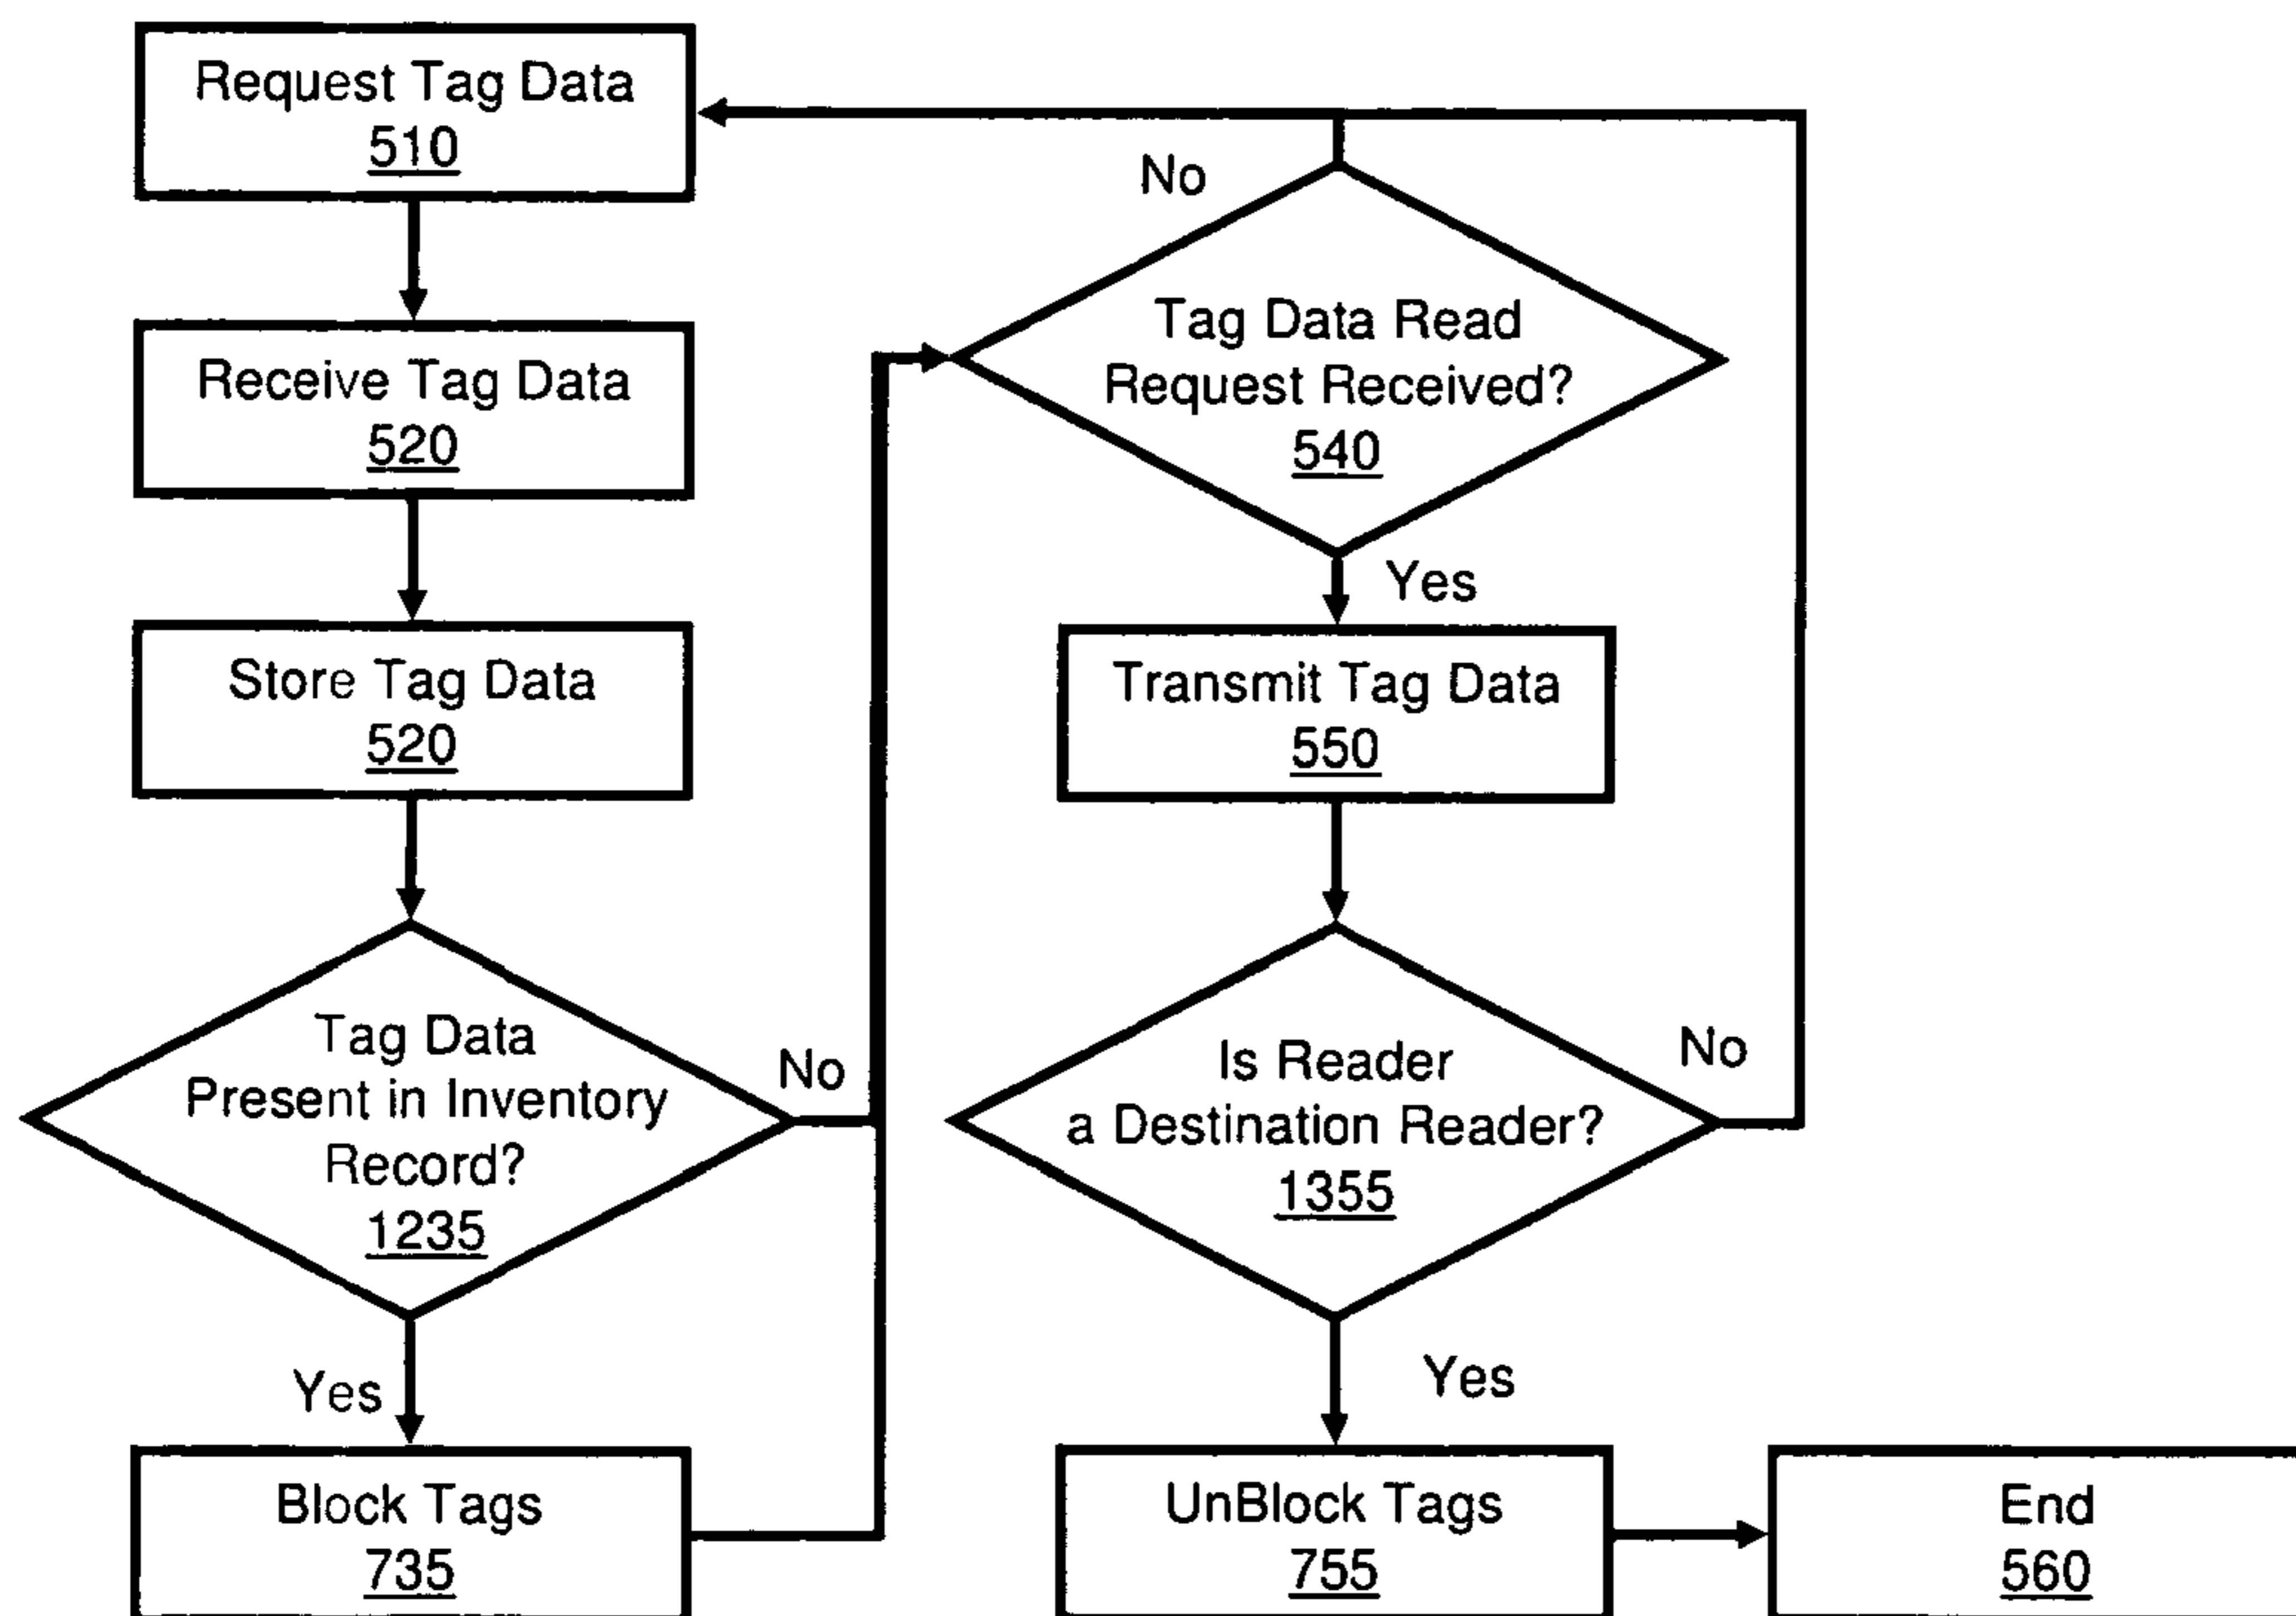 Request Tag Data
510
Receive Tag Data
520
Store Tag Data
520
Tag Data
Present in Inventory
Record?
1235
No
Yes
Block Tags
735
No
Tag Data Read
Request Received?
540
Yes
Transmit Tag Data
550
Is Reader
a Destination Reader?
1355
No
Yes
UnBlock Tags
755
End
560